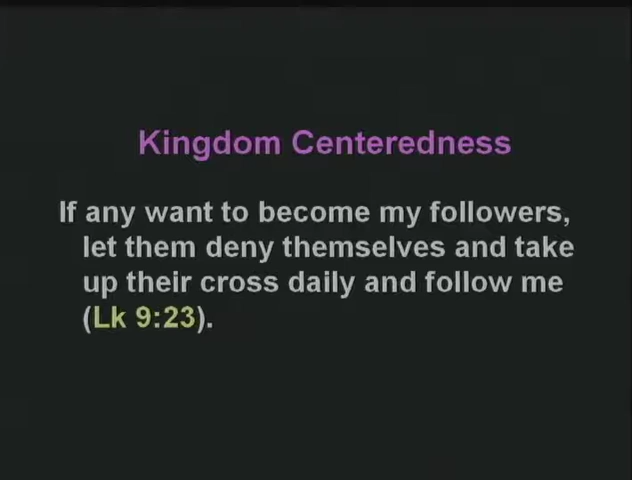 Kingdom Centeredness
If any want to become my followers,
let them deny themselves and take
up their cross daily and follow me
(Lk 9:23).